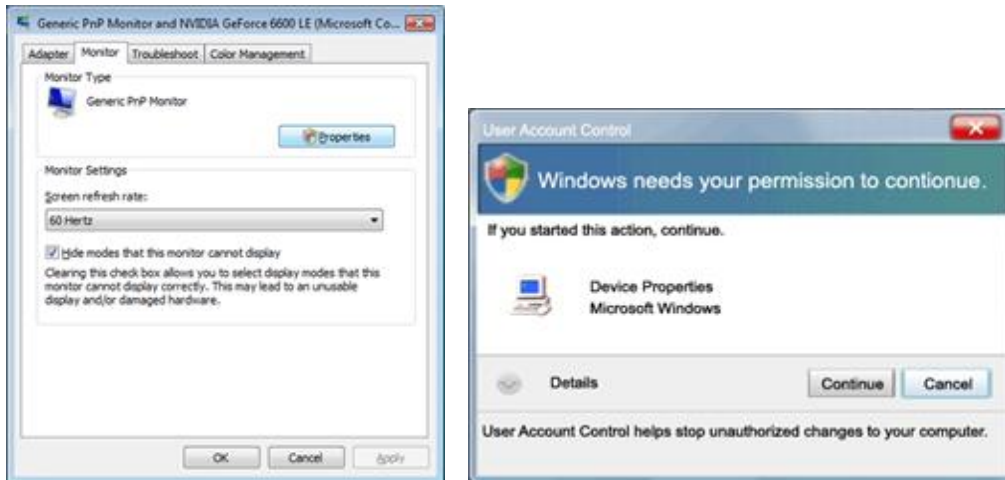 Generic PnP Monitor and NVIDIA GeForce 6600 LE (Microsoft Co...
Adapter Monitor Troubleshoot Color Management
Monitor Type
Generic PnP Monitor
Properties
Monitor Settings
Screen refresh rate:
60 Hertz
Hide modes that this monitor cannot display
Clearing this check box allows you to select display modes that this
monitor cannot display correctly. This may lead to an unusable
display and/or damaged hardware.
OK Cancel Apply
User Account Control
Windows needs your permission to contionue.
If you started this action, continue.
Device Properties
Microsoft Windows
Details Continue Cancel
User Account Control helps stop unauthorized changes to your computer.